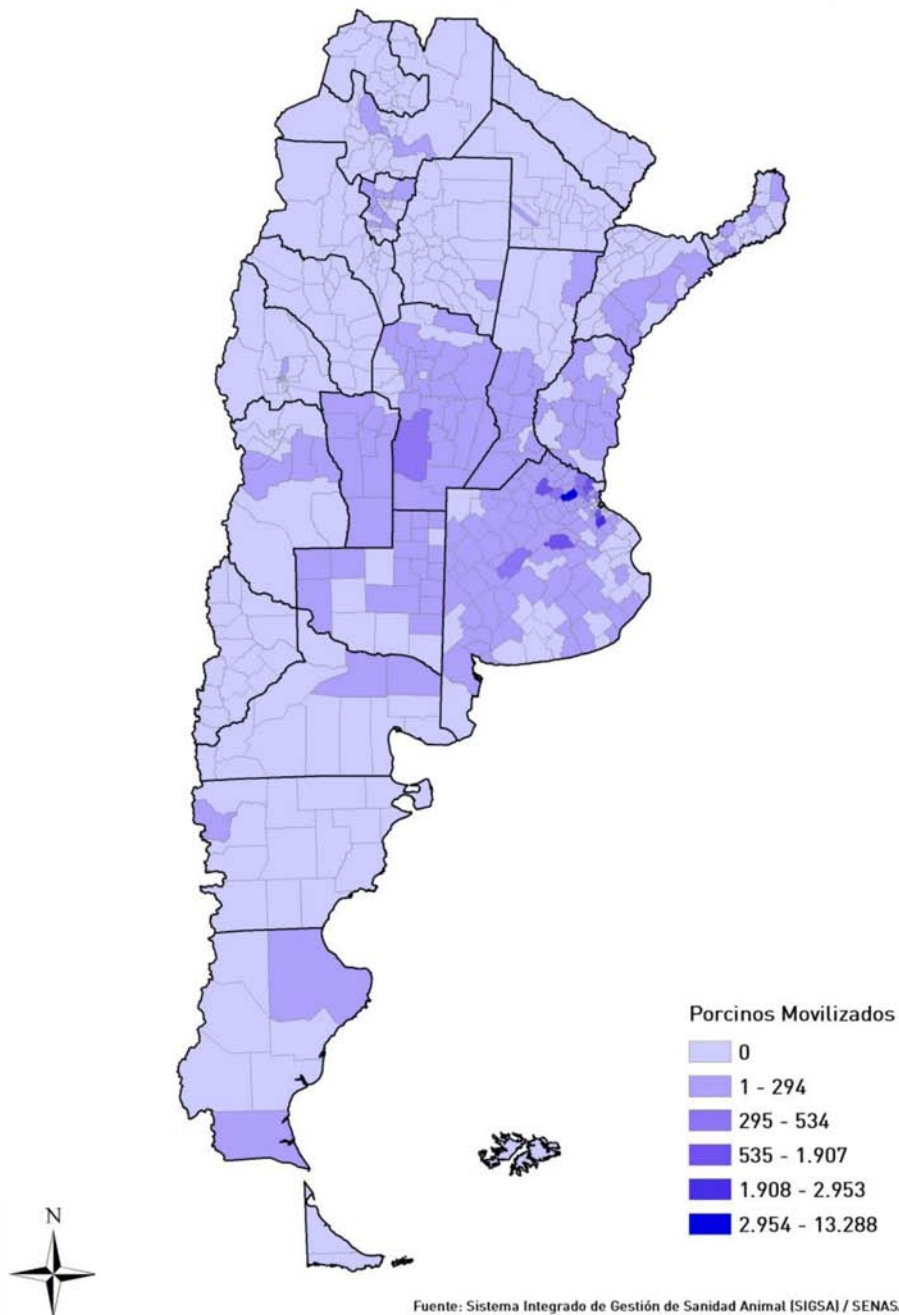 Porcinos Movilizados
0
1 - 294
295 - 534
535 - 1.907
1.908 - 2.953
2.954 - 13.288
N
Fuente: Sistema Integrado de Gestión de Sanidad Animal (SIGSA) / SENASA